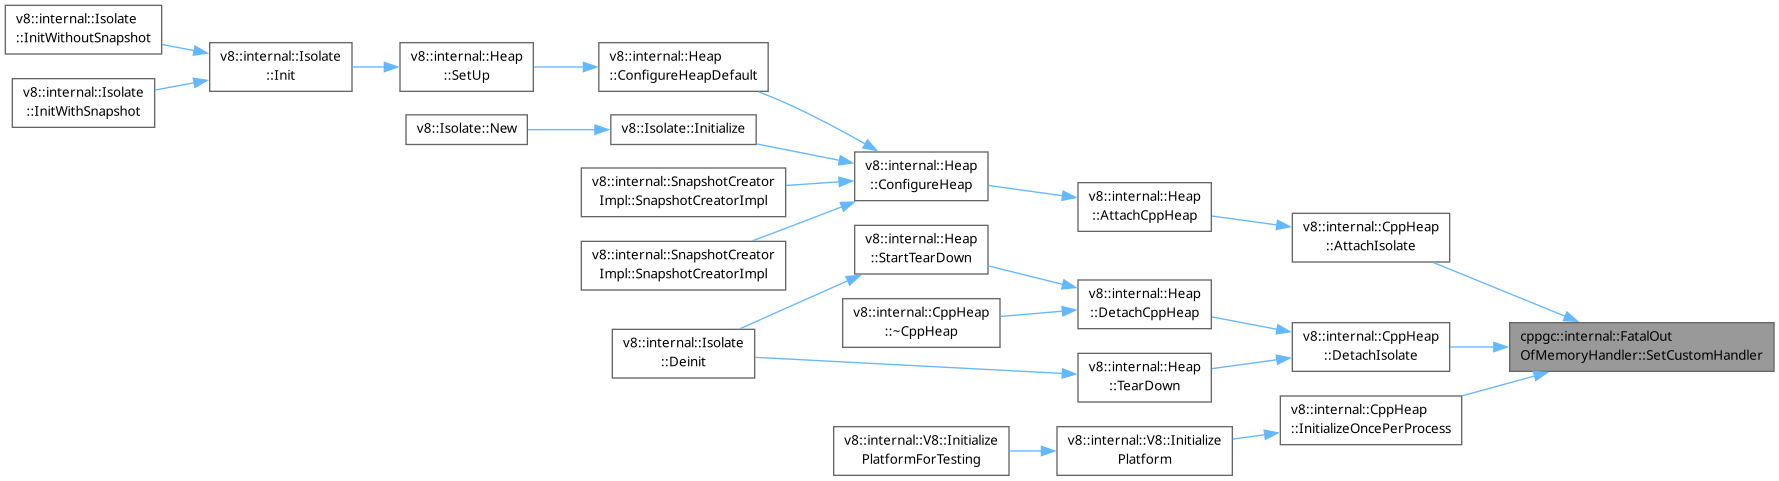 v8::internal::Isolate
::InitWithoutSnapshot
v8::internal::Isolate
::InitWithSnapshot
v8::internal::Isolate
::Init
v8::internal::Heap
::SetUp
v8::internal::Heap
::ConfigureHeapDefault
v8::Isolate::New
v8::Isolate::Initialize
v8::internal::SnapshotCreator
Impl::SnapshotCreatorImpl
v8::internal::SnapshotCreator
Impl::SnapshotCreatorImpl
v8::internal::Isolate
::Deinit
v8::internal::Heap
::ConfigureHeap
v8::internal::Heap
::StartTearDown
v8::internal::CppHeap
::~CppHeap
v8::internal::V8::Initialize
PlatformForTesting
v8::internal::Heap
::AttachCppHeap
v8::internal::Heap
::DetachCppHeap
v8::internal::Heap
::TearDown
v8::internal::V8::Initialize
Platform
v8::internal::CppHeap
::AttachIsolate
v8::internal::CppHeap
::DetachIsolate
v8::internal::CppHeap
::InitializeOncePerProcess
cppgc::internal::FatalOut
OfMemoryHandler::SetCustomHandler